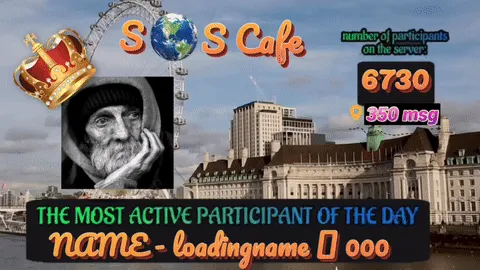 S🌍S Cafe
number of participants
on the server:
6730
350 msg
THE MOST ACTIVE PARTICIPANT OF THE DAY
NAME - loadingname ▯ ooo